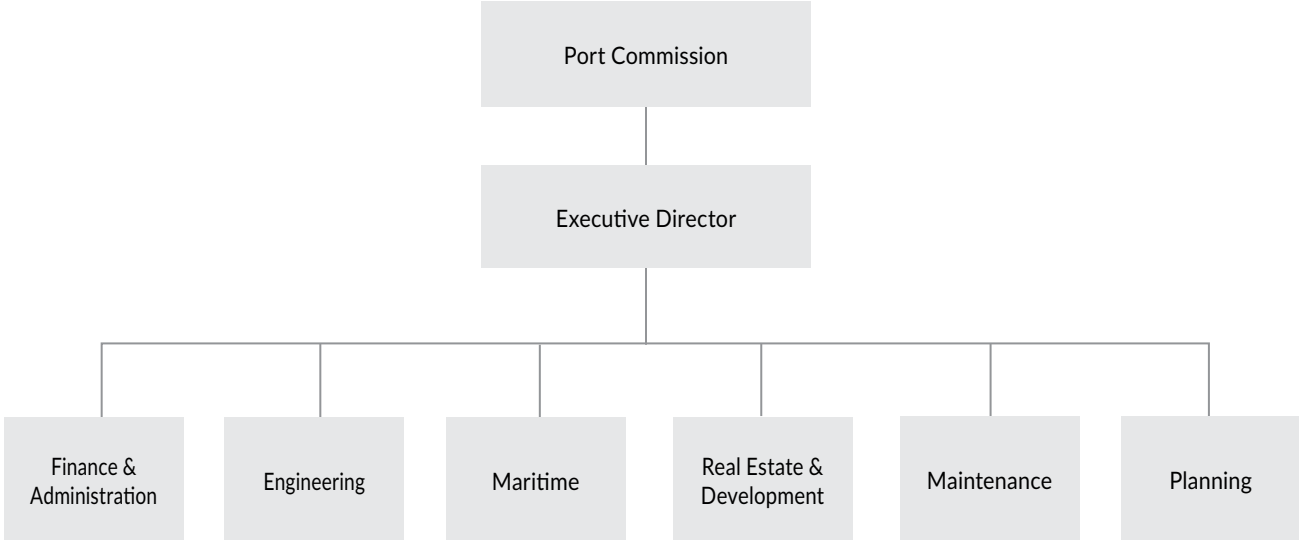 Port Commission
Executive Director
Finance &
Administration
Engineering
Maritime
Real Estate &
Development
Maintenance
Planning